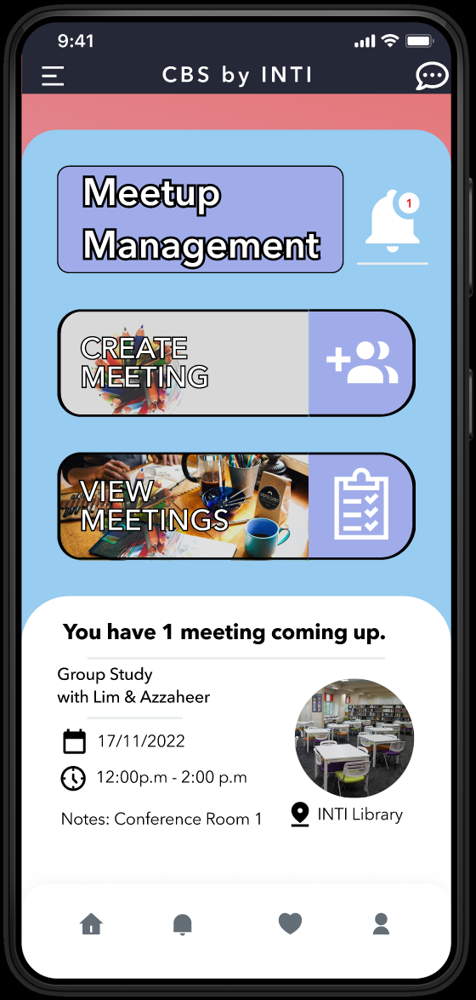 9:41
CBS by INTI
Meetup
Management
1
CREATE
MEETING
VIEW
MEETINGS
You have 1 meeting coming up.
Group Study
with Lim & Azzaheer
17/11/2022
12:00p.m - 2:00 p.m
Notes: Conference Room 1
INTI Library